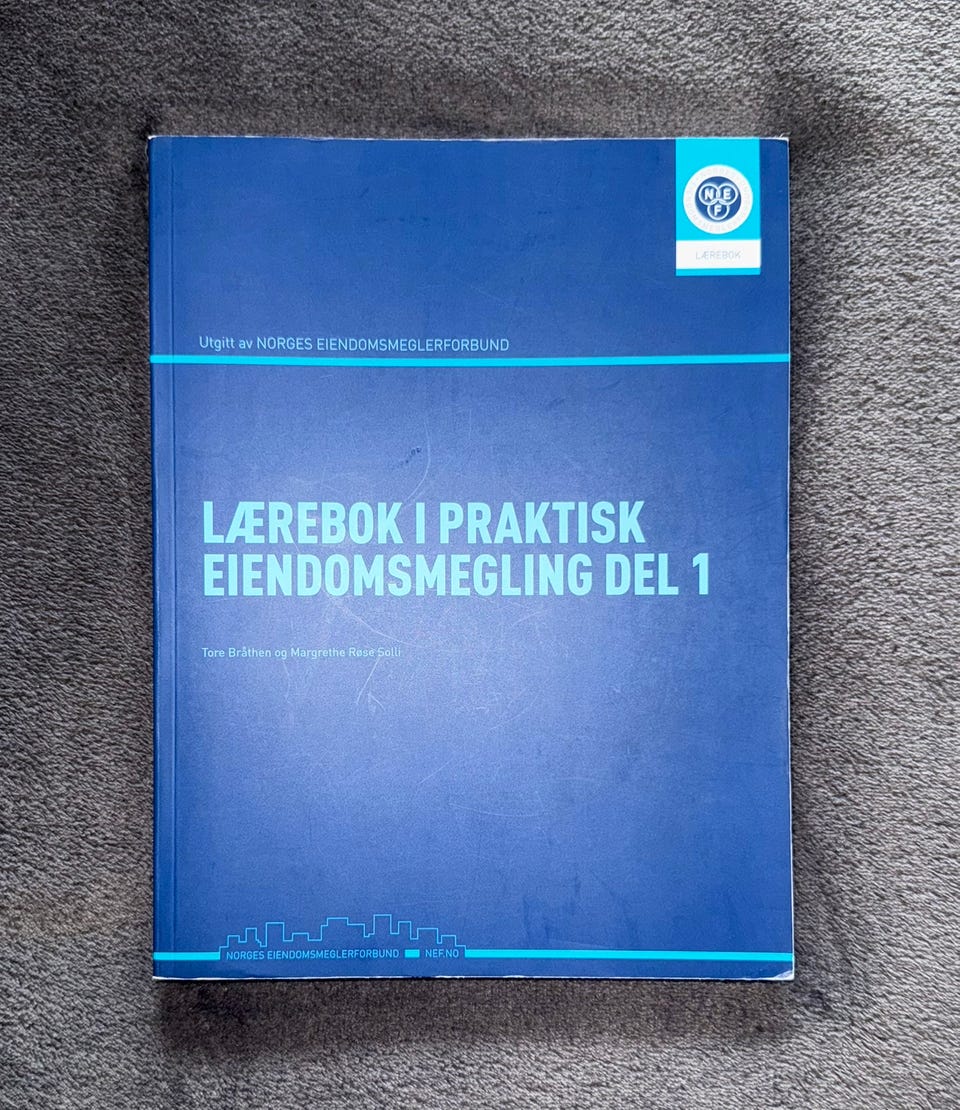 NEF
LÆREBOK
Utgitt av NORGES EIENDOMSMEGLERFORBUND
LÆREBOK I PRAKTISK
EIENDOMSMEGLING DEL 1
Tore Bråthen og Margrethe Røse Solli
NORGES EIENDOMSMEGLERFORBUND NEF.NO